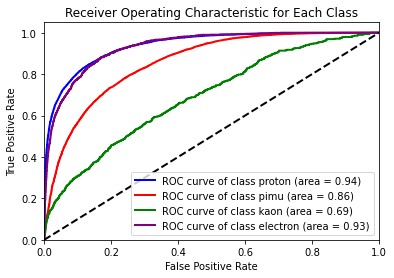 Receiver Operating Characteristic for Each Class
True Positive Rate
1.0
0.8
0.6
0.4
0.2
0.0
ROC curve of class proton (area = 0.94)
ROC curve of class pimu (area = 0.86)
ROC curve of class kaon (area = 0.69)
ROC curve of class electron (area = 0.93)
0.0 0.2 0.4 0.6 0.8 1.0
False Positive Rate